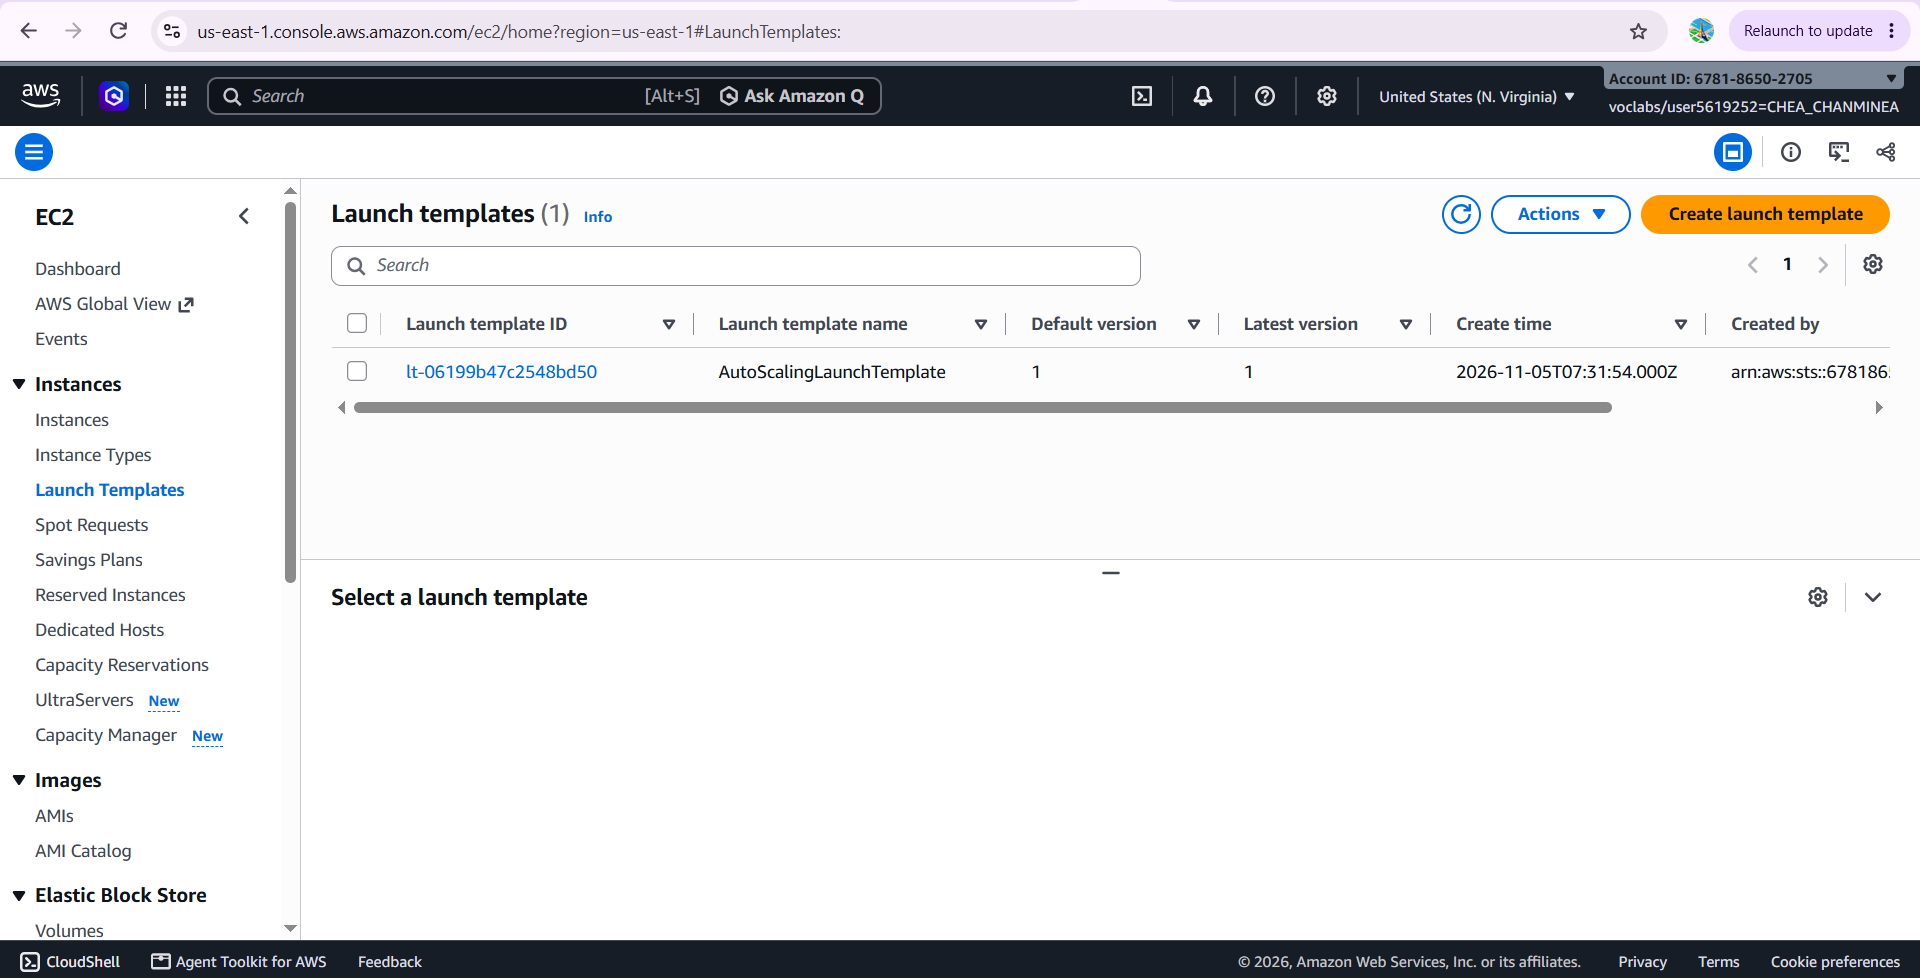 us-east-1.console.aws.amazon.com/ec2/home?region=us-east-1#LaunchTemplates:
Relaunch to update
aws
Search
[Alt+S]
Ask Amazon Q
United States (N. Virginia)
Account ID: 6781-8650-2705
voclabs/user5619252=CHEA_CHANMINEA
EC2
Dashboard
AWS Global View
Events
Instances
Instances
Instance Types
Launch Templates
Spot Requests
Savings Plans
Reserved Instances
Dedicated Hosts
Capacity Reservations
UltraServers New
Capacity Manager New
Images
AMIs
AMI Catalog
Elastic Block Store
Volumes
Launch templates (1) Info
Actions
Create launch template
Search
1
Launch template ID Launch template name Default version Latest version Create time Created by
lt-06199b47c2548bd50 AutoScalingLaunchTemplate 1 1 2026-11-05T07:31:54.000Z arn:aws:sts::678186
Select a launch template
CloudShell Agent Toolkit for AWS Feedback © 2026, Amazon Web Services, Inc. or its affiliates. Privacy Terms Cookie preferences